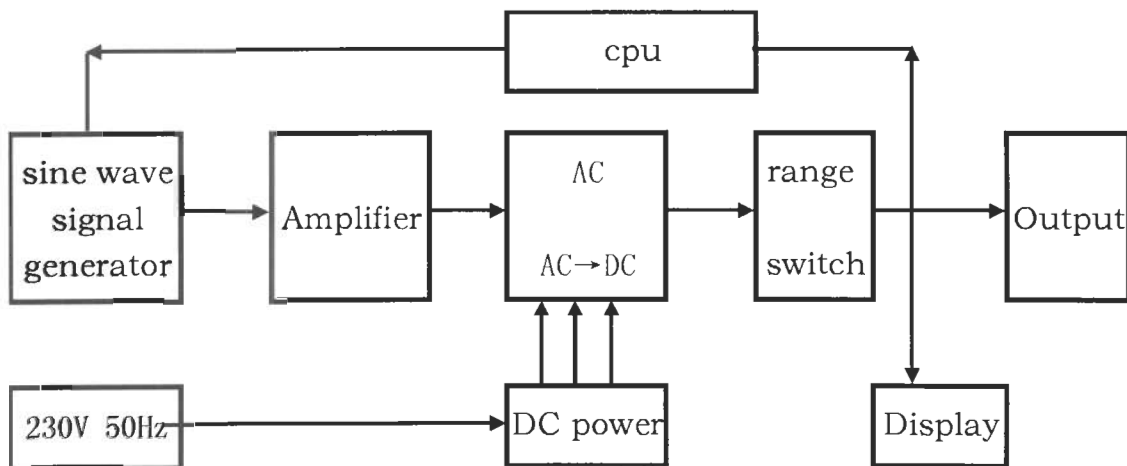 cpu
sine wave
signal
generator
Amplifier
AC
AC→DC
range
switch
Output
230V 50Hz
DC power
Display